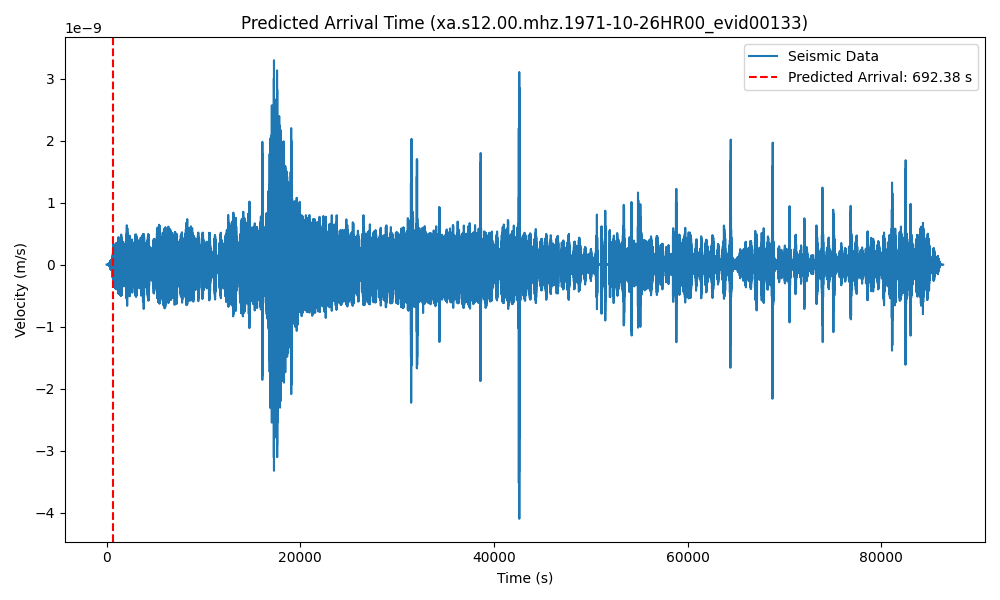 Predicted Arrival Time (xa.s12.00.mhz.1971-10-26HR00_evid00133)
1e−9
Seismic Data
Predicted Arrival: 692.38 s
3
2
1
0
−1
−2
−3
−4
Velocity (m/s)
0 20000 40000 60000 80000
Time (s)